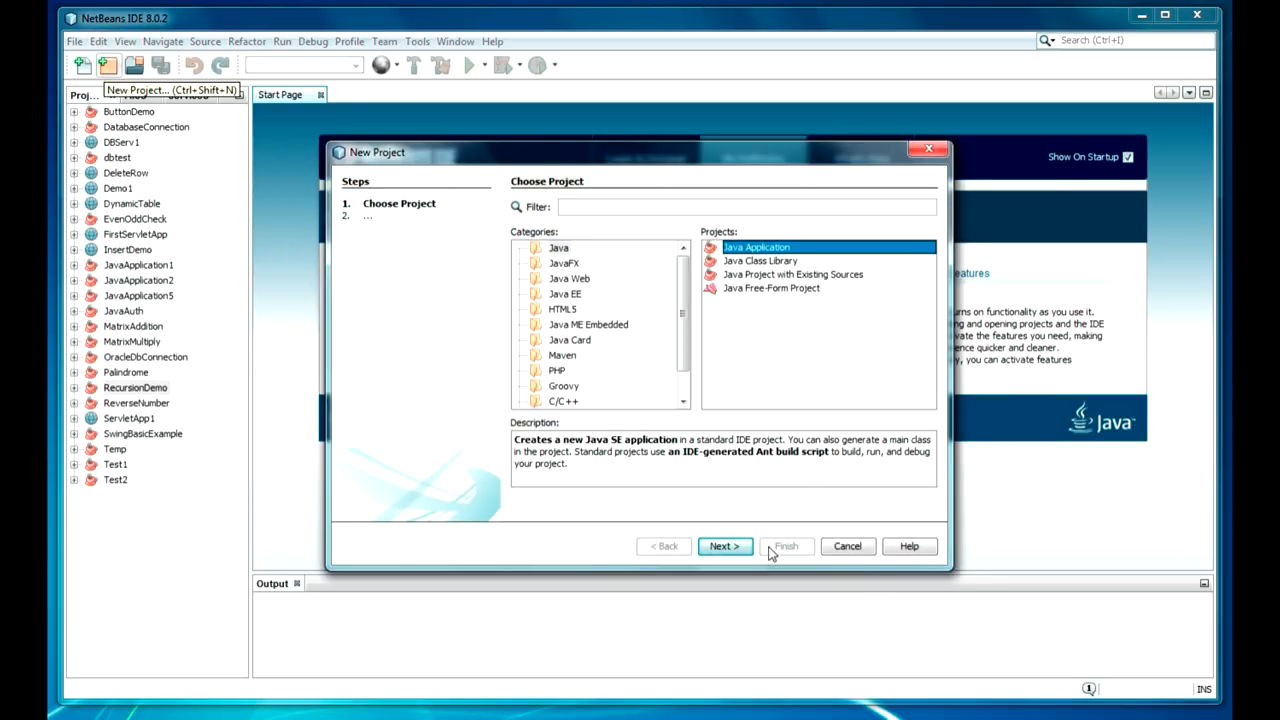 NetBeans IDE 8.0.2
File Edit View Navigate Source Refactor Run Debug Profile Team Tools Window Help
Search (Ctrl+I)
New Project... (Ctrl+Shift+N)
Proj...
Start Page
ButtonDemo
DatabaseConnection
DBServ1
dbtest
DeleteRow
Demo1
DynamicTable
EvenOddCheck
FirstServletApp
InsertDemo
JavaApplication1
JavaApplication2
JavaApplication5
JavaAuth
MatrixAddition
MatrixMultiply
OracleDbConnection
Palindrome
RecursionDemo
ReverseNumber
ServletApp1
SwingBasicExample
Temp
Test1
Test2
Show On Startup
New Project
Steps
1. Choose Project
2. ...
Choose Project
Filter:
Categories:
Java
JavaFX
Java Web
Java EE
HTML5
Java ME Embedded
Java Card
Maven
PHP
Groovy
C/C++
Projects:
Java Application
Java Class Library
Java Project with Existing Sources
Java Free-Form Project
Description:
Creates a new Java SE application in a standard IDE project. You can also generate a main class
in the project. Standard projects use an IDE-generated Ant build script to build, run, and debug
your project.
< Back
Next >
Finish
Cancel
Help
eatures
urns on functionality as you use it.
ng and opening projects and the IDE
vate the features you need, making
ence quicker and cleaner.
y, you can activate features
Java
Output
1
INS